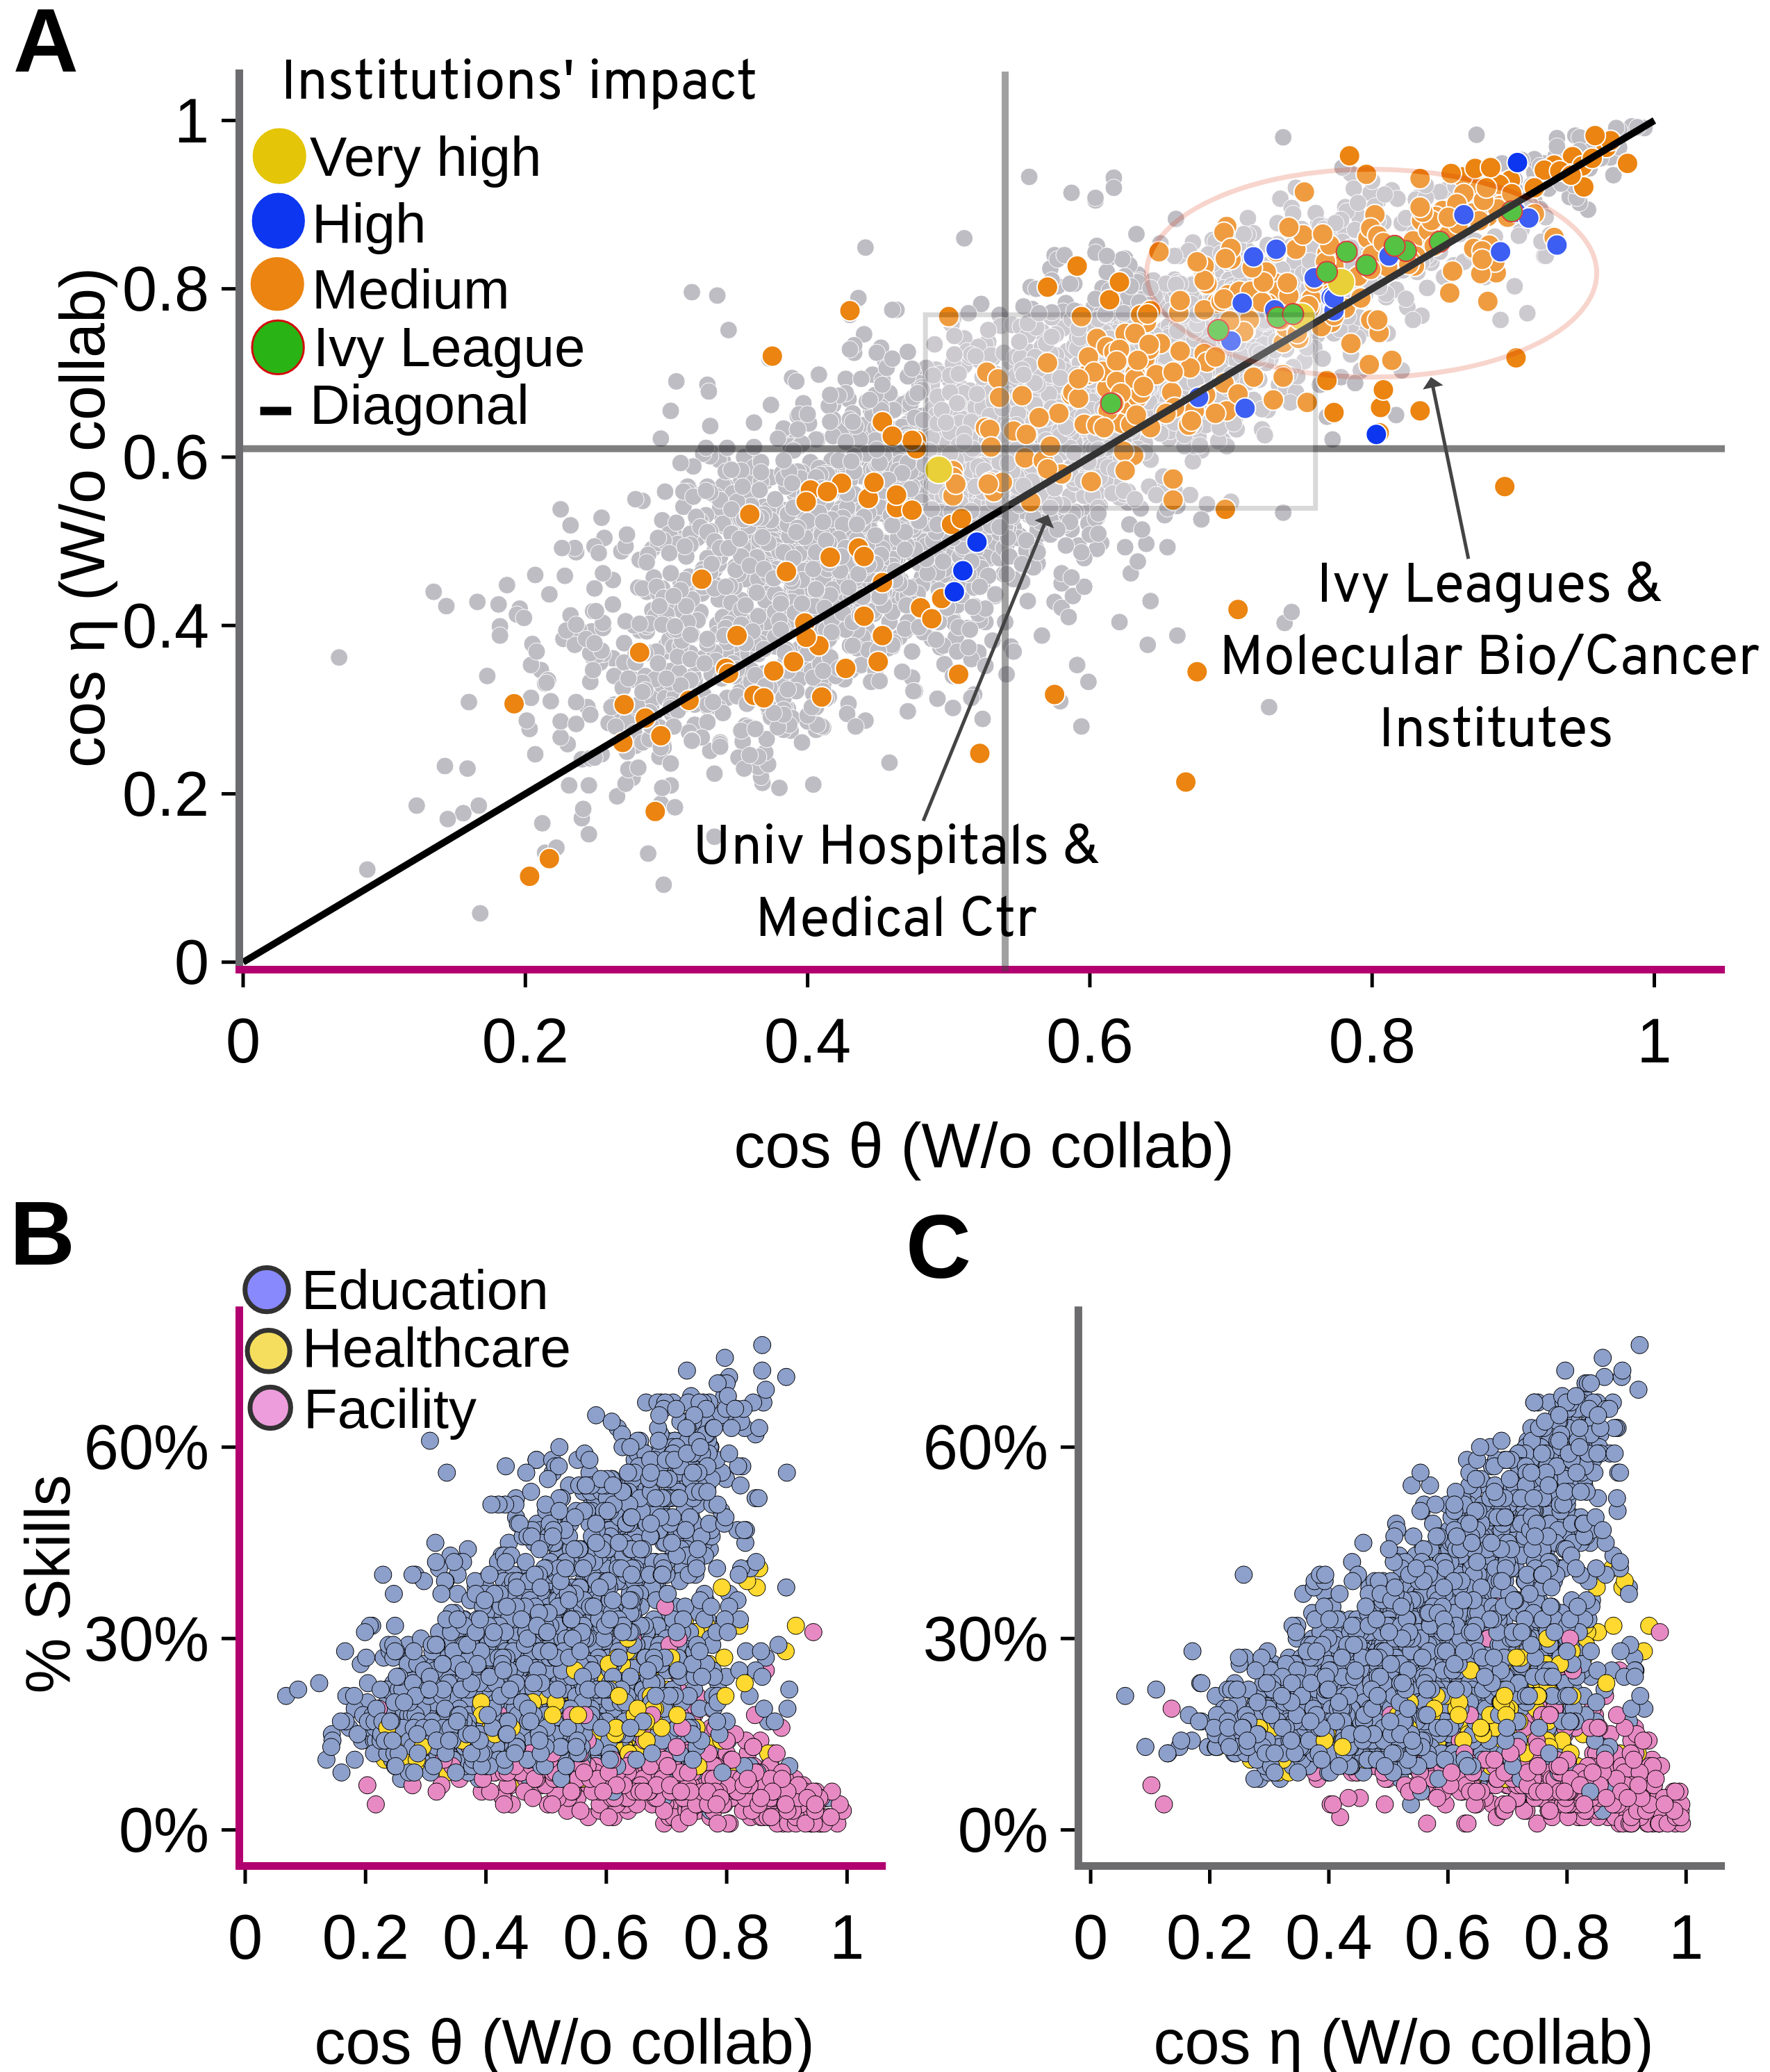 A
Institutions' impact
Very high
High
Medium
Ivy League
Diagonal
cos η (W/o collab)
1
0.8
0.6
0.4
0.2
0
Ivy Leagues &
Molecular Bio/Cancer
Institutes
Univ Hospitals &
Medical Ctr
0 0.2 0.4 0.6 0.8 1
cos θ (W/o collab)
B
Education
Healthcare
Facility
% Skills
60%
30%
0%
0 0.2 0.4 0.6 0.8 1
cos θ (W/o collab)
C
60%
30%
0%
0 0.2 0.4 0.6 0.8 1
cos η (W/o collab)